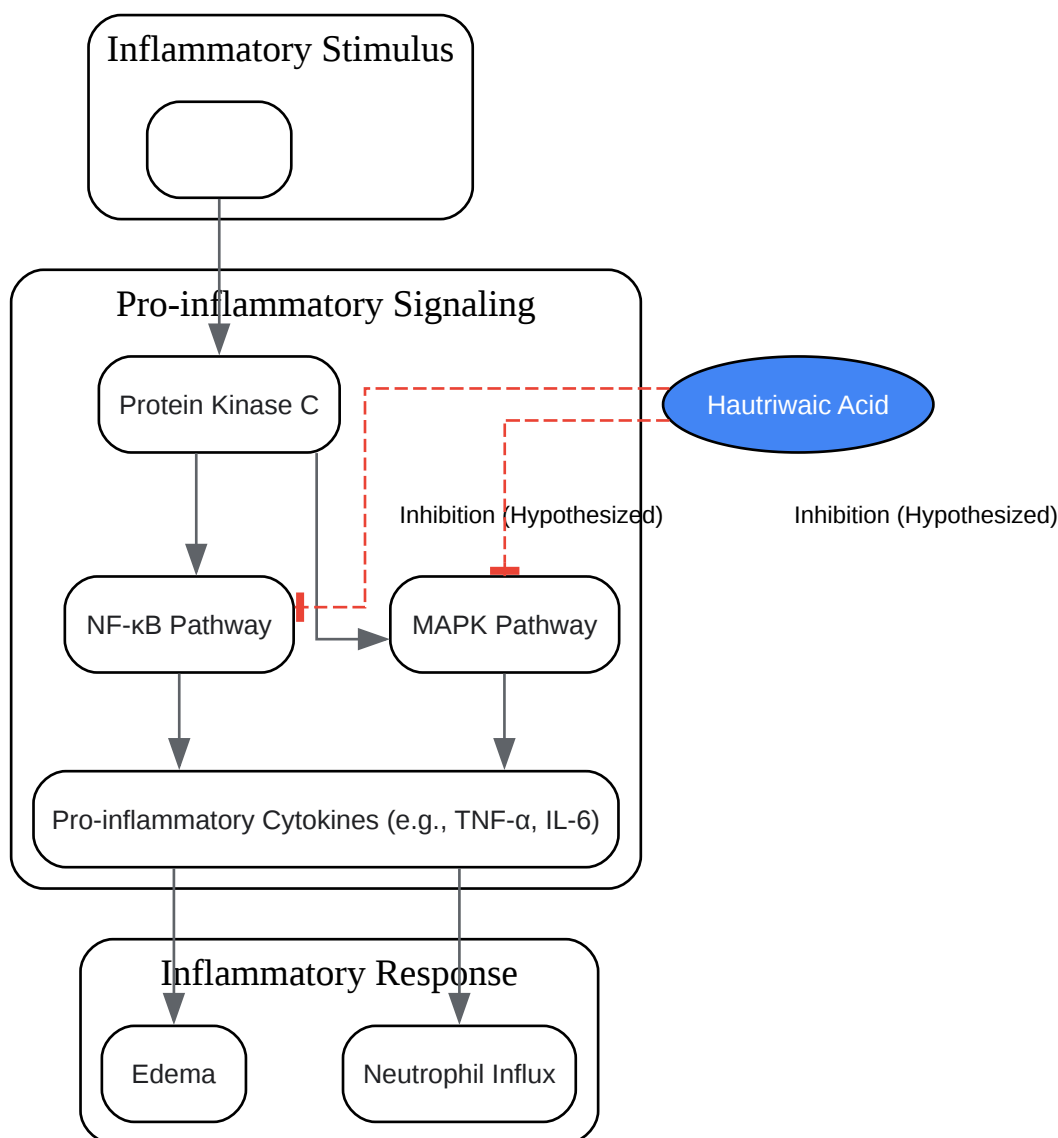 Inflammatory Stimulus
Pro-inflammatory Signaling
Protein Kinase C
Hautriwaic Acid
Inhibition (Hypothesized)
Inhibition (Hypothesized)
NF-κB Pathway
MAPK Pathway
Pro-inflammatory Cytokines (e.g., TNF-α, IL-6)
Inflammatory Response
Edema
Neutrophil Influx